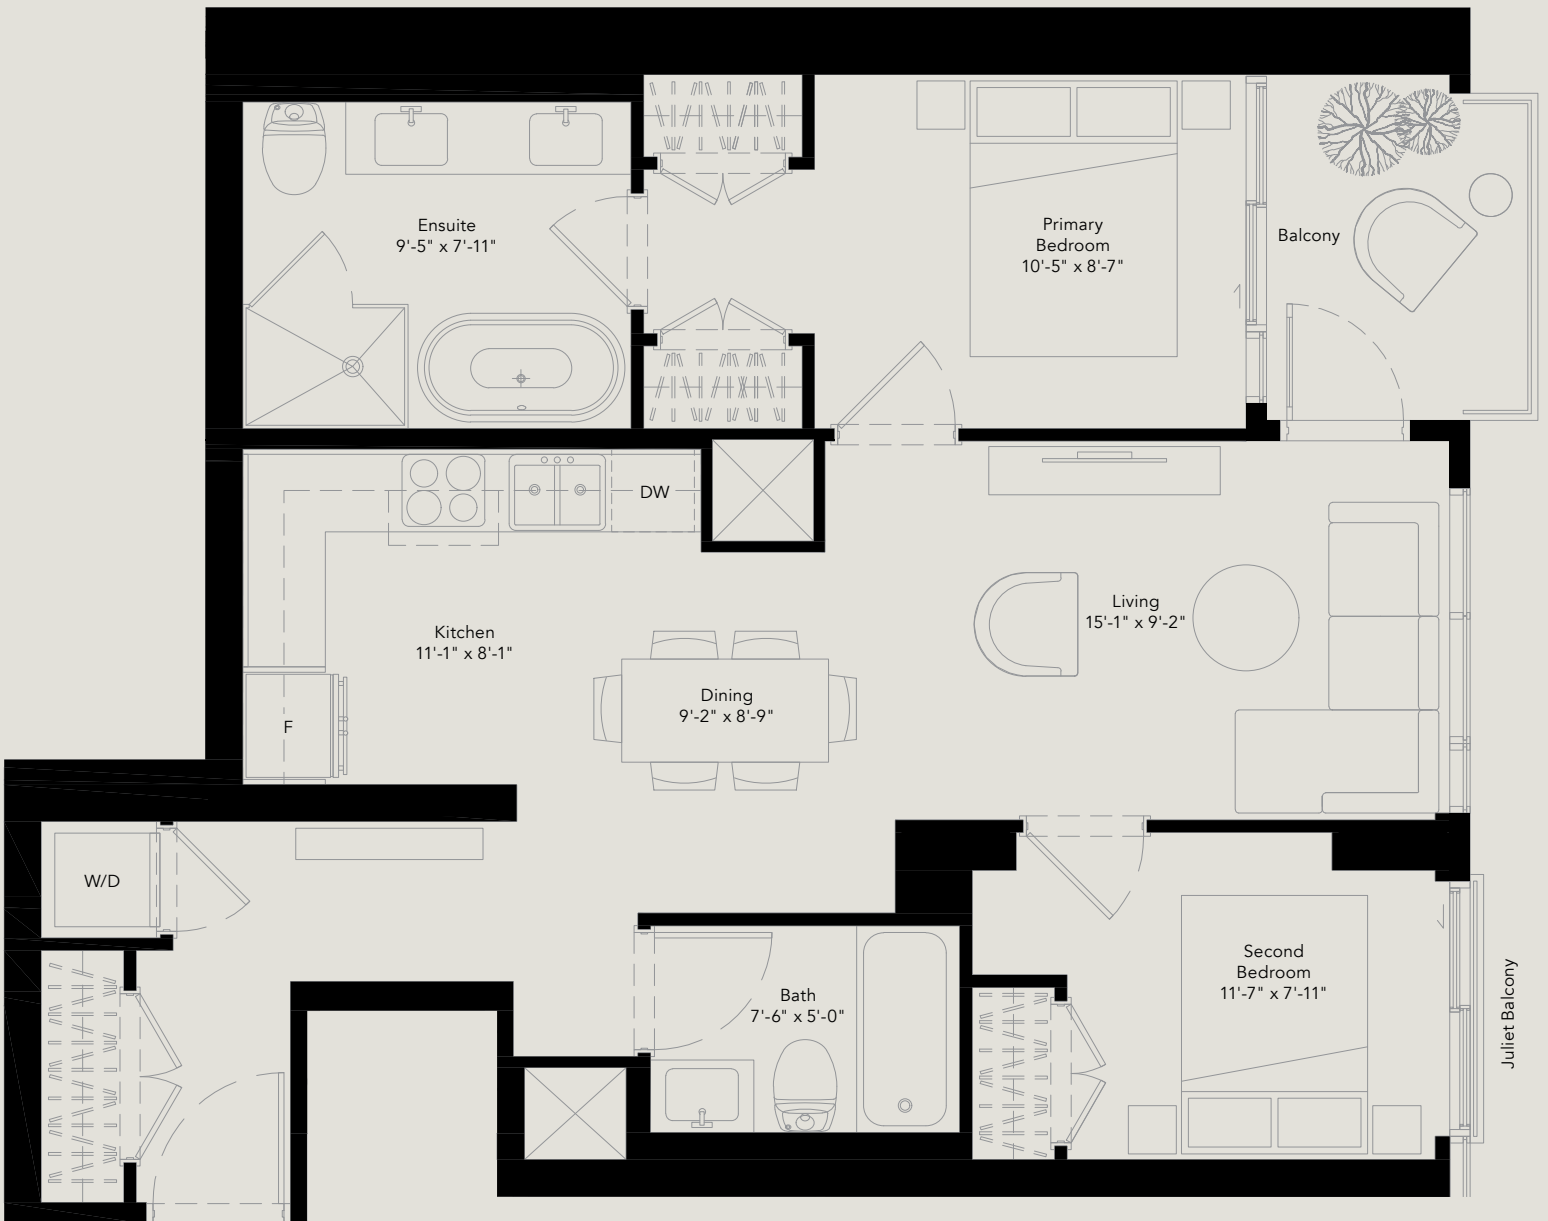 Ensuite
9'-5" x 7'-11"
Primary
Bedroom
10'-5" x 8'-7"
Balcony
DW
Kitchen
11'-1" x 8'-1"
Living
15'-1" x 9'-2"
Dining
9'-2" x 8'-9"
F
W/D
Bath
7'-6" x 5'-0"
Second
Bedroom
11'-7" x 7'-11"
Juliet Balcony